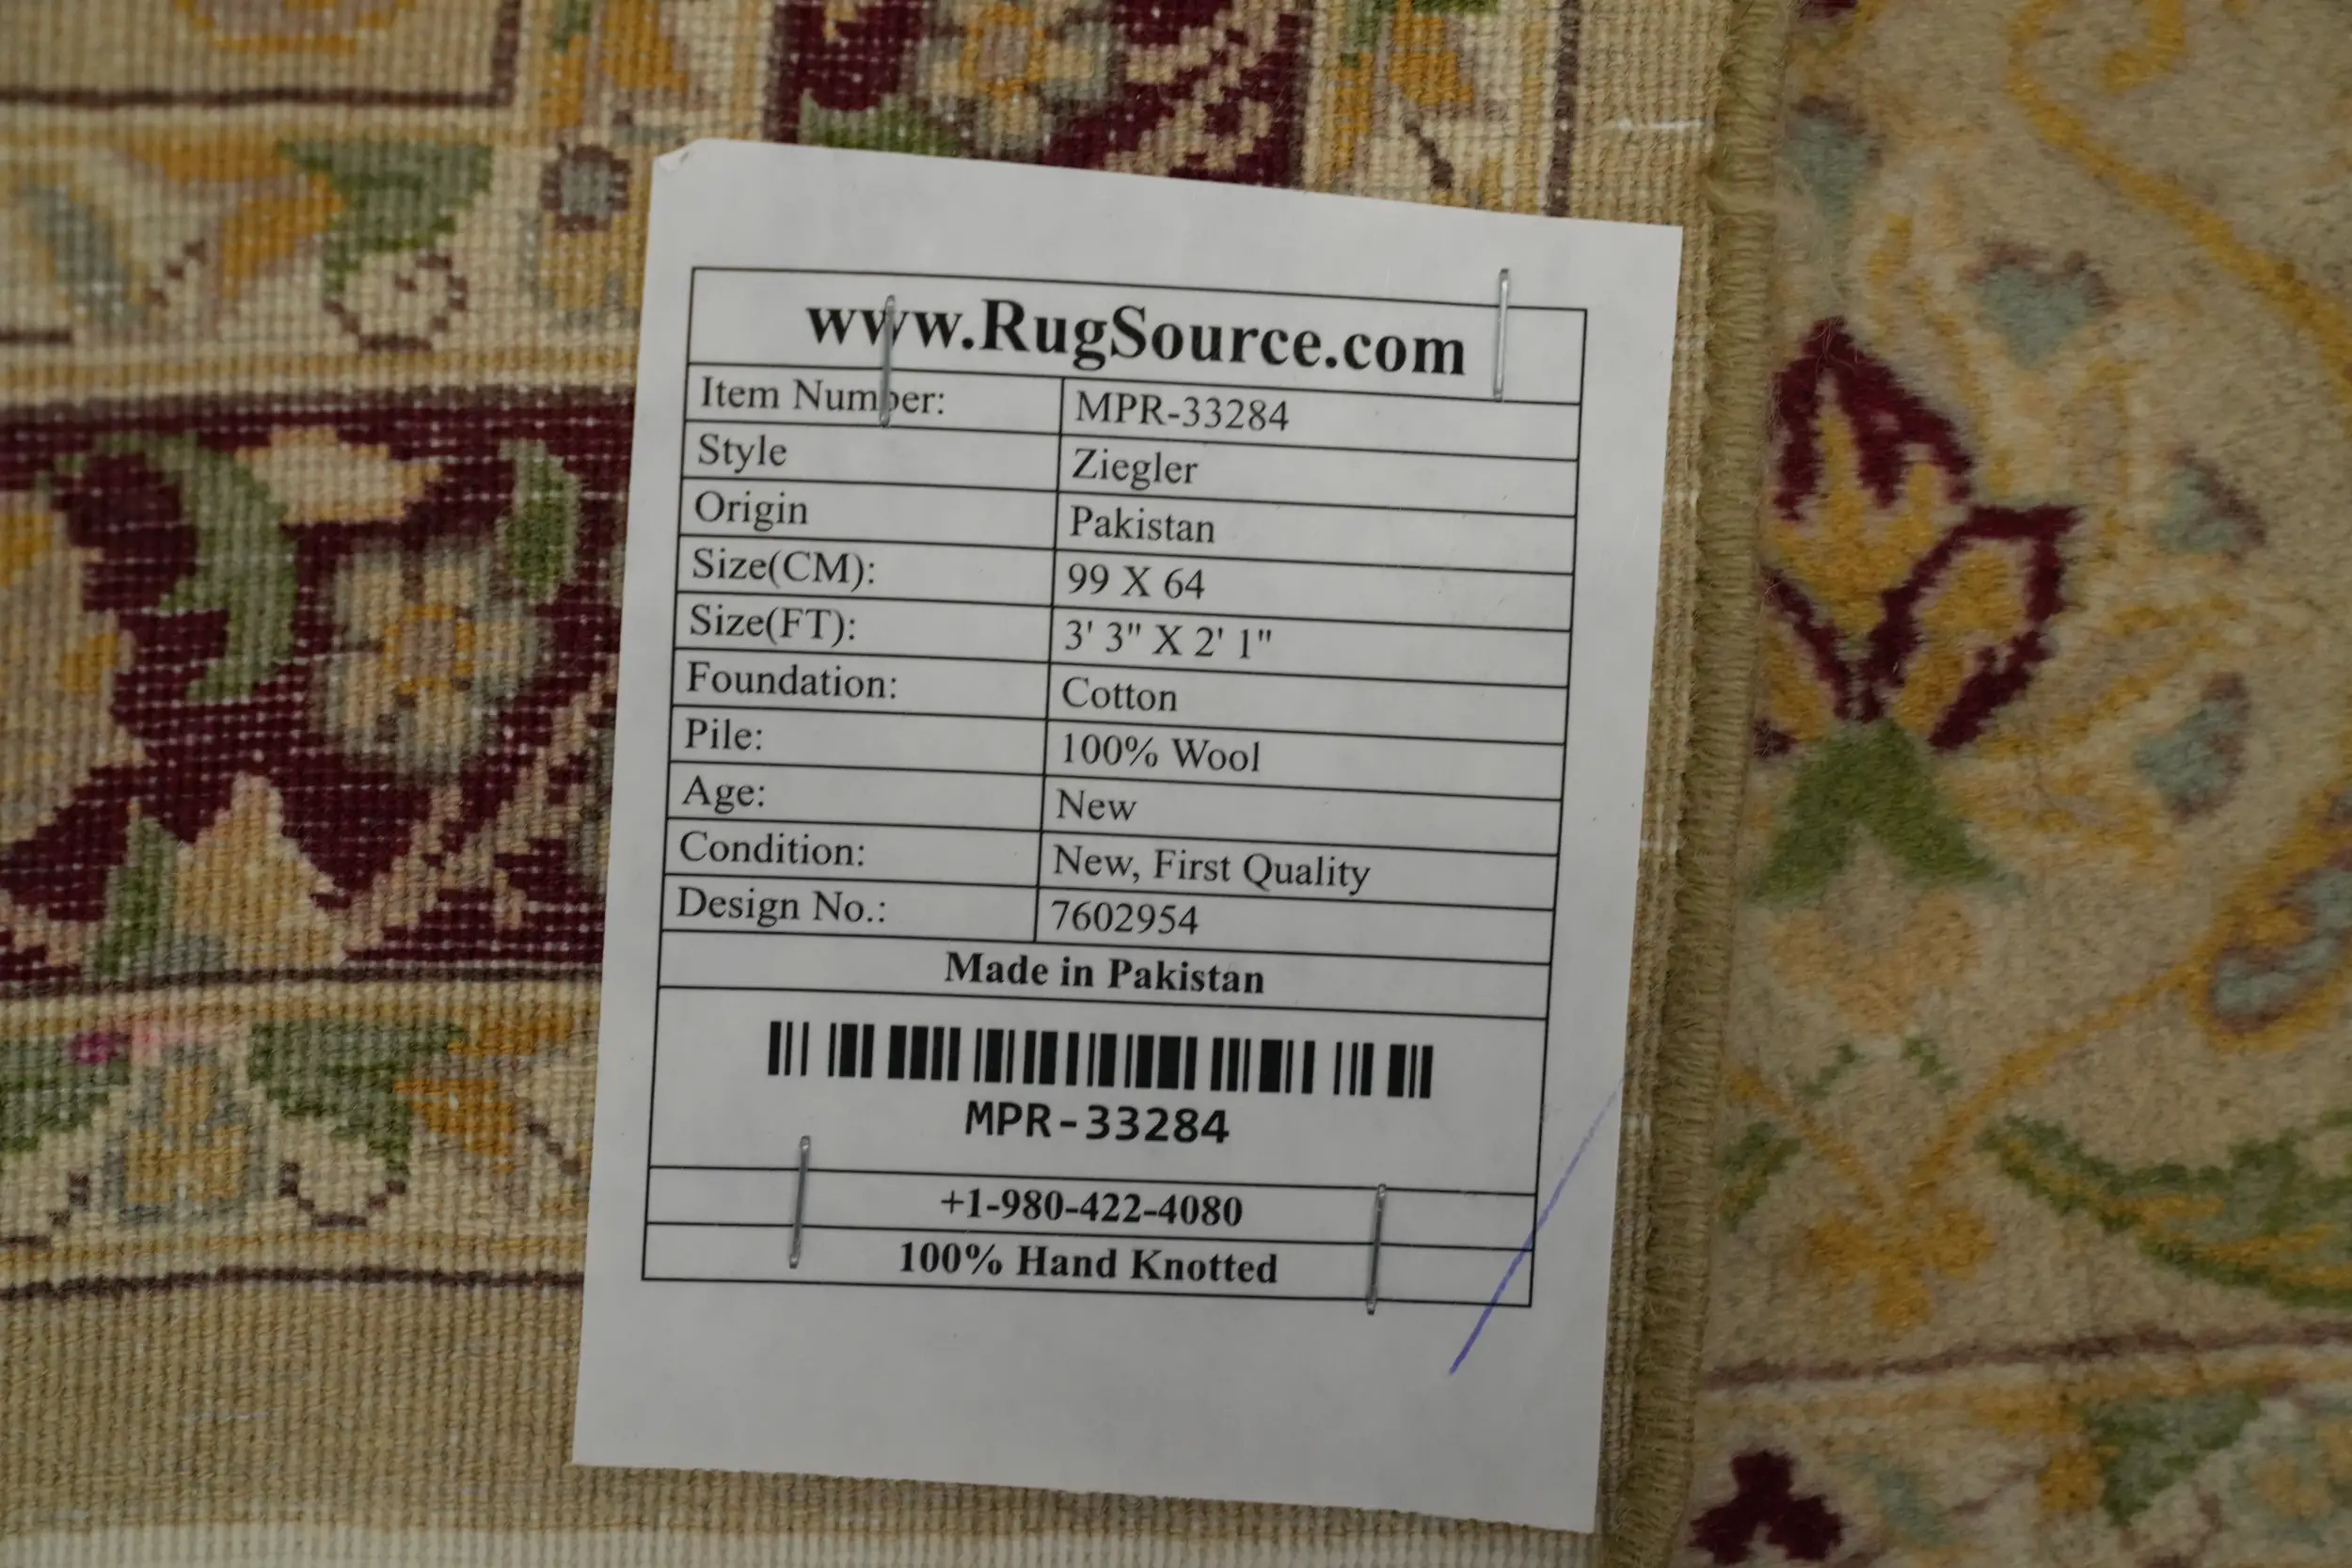 www.RugSource.com
Item Number: MPR-33284
Style Ziegler
Origin Pakistan
Size(CM): 99 X 64
Size(FT): 3' 3" X 2' 1"
Foundation: Cotton
Pile: 100% Wool
Age: New
Condition: New, First Quality
Design No.: 7602954
Made in Pakistan
MPR-33284
+1-980-422-4080
100% Hand Knotted